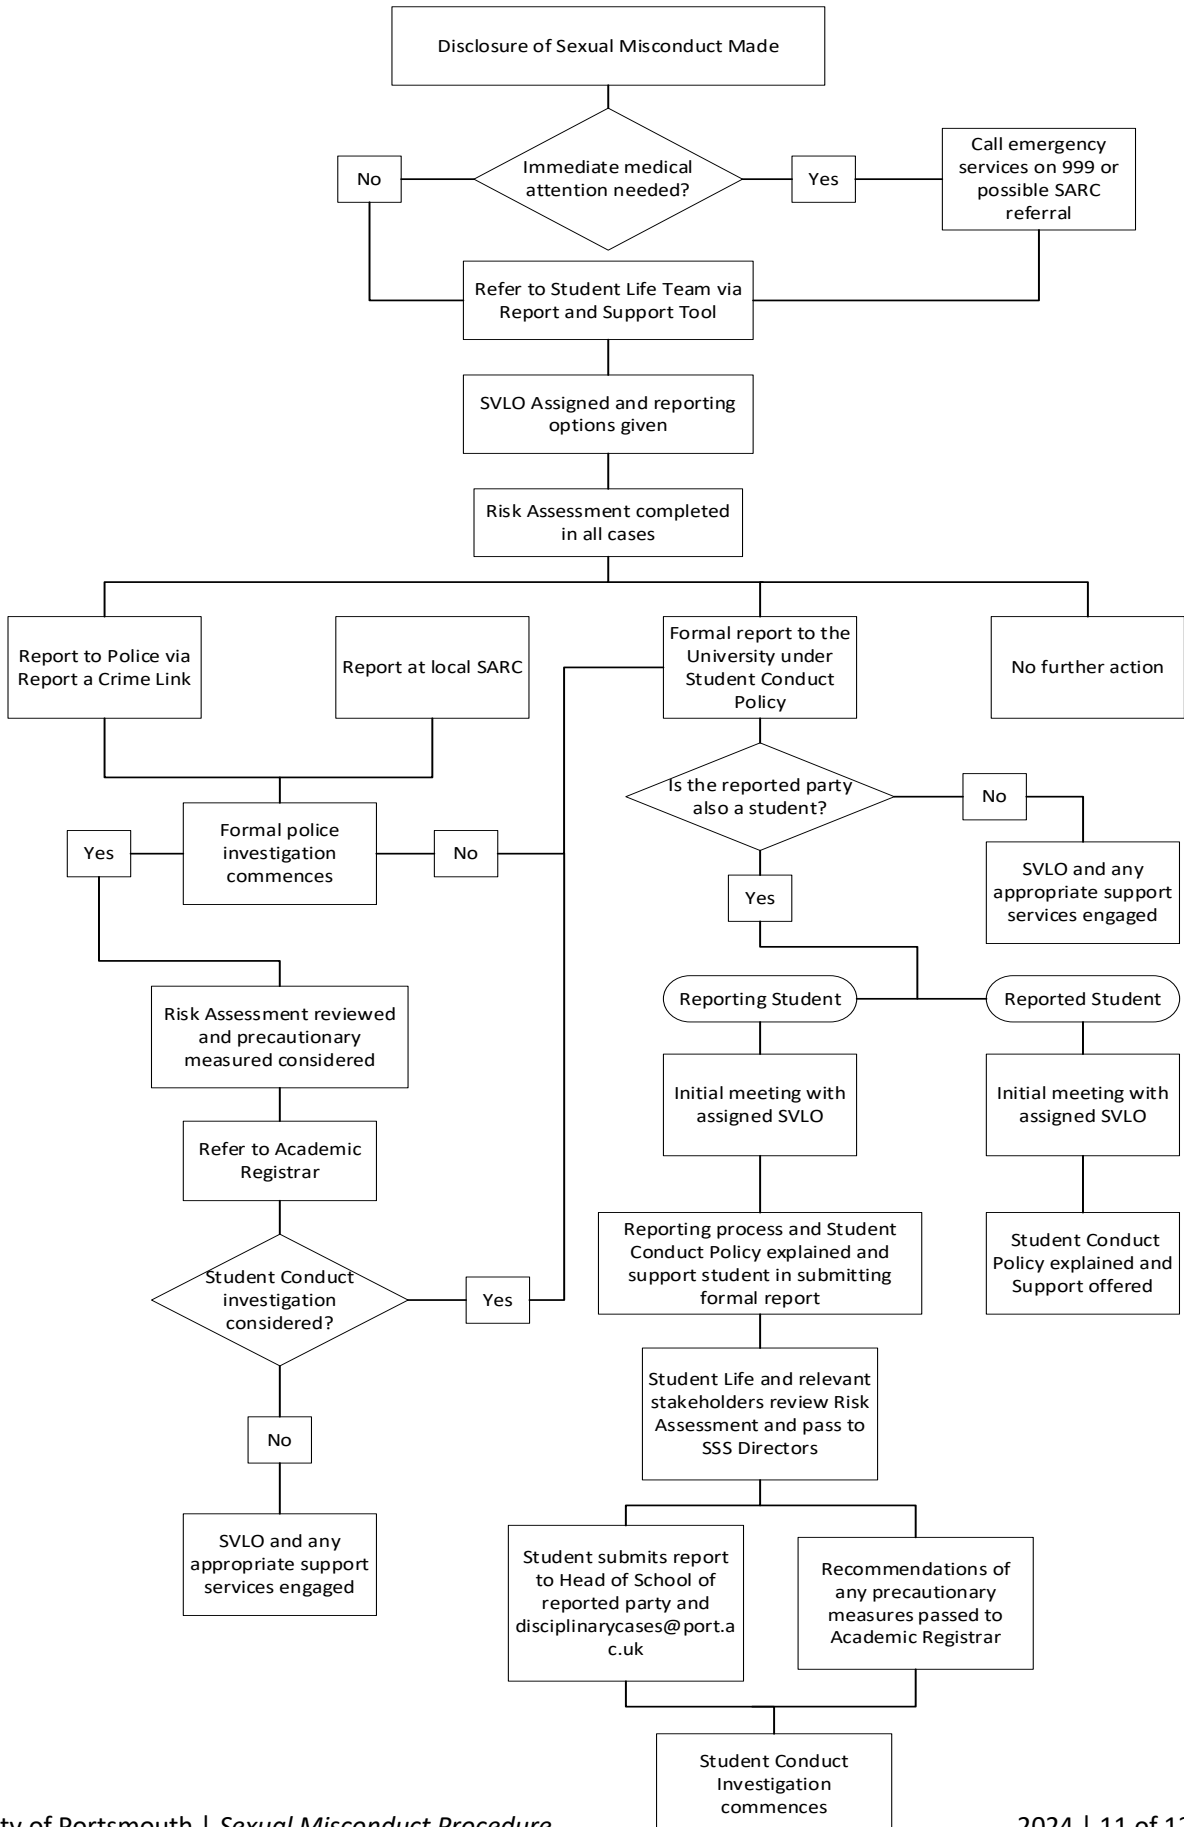 Disclosure of Sexual Misconduct Made
Immediate medical
attention needed?
No
Yes
Call emergency
services on 999 or
possible SARC
referral
Refer to Student Life Team via
Report and Support Tool
SVLO Assigned and reporting
options given
Risk Assessment completed
in all cases
Report to Police via
Report a Crime Link
Report at local SARC
Formal report to the
University under
Student Conduct
Policy
No further action
Is the reported party
also a student?
No
SVLO and any
appropriate support
services engaged
Yes
Formal police
investigation
commences
Yes
No
Risk Assessment reviewed
and precautionary
measured considered
Refer to Academic
Registrar
Student Conduct
investigation
considered?
Yes
No
SVLO and any
appropriate support
services engaged
Reporting Student
Reported Student
Initial meeting with
assigned SVLO
Initial meeting with
assigned SVLO
Reporting process and Student
Conduct Policy explained and
support student in submitting
formal report
Student Conduct
Policy explained and
Support offered
Student Life and relevant
stakeholders review Risk
Assessment and pass to
SSS Directors
Student submits report
to Head of School of
reported party and
disciplinarycases@port.a
c.uk
Recommendations of
any precautionary
measures passed to
Academic Registrar
Student Conduct
Investigation
commences
of Portsmouth | Sexual Misconduct Procedure
2024 | 11 of